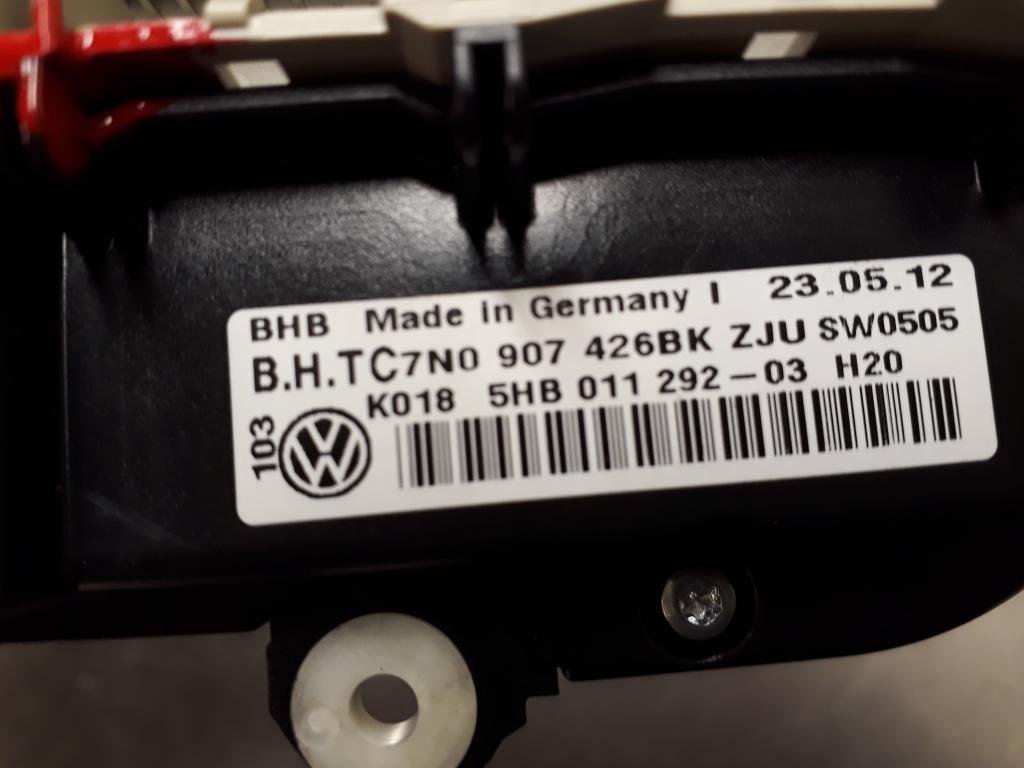 BHB Made in Germany I 23.05.12
B.H.TC7N0 907 426BK ZJU SW0505
K018 5HB 011 292-03 H20
103